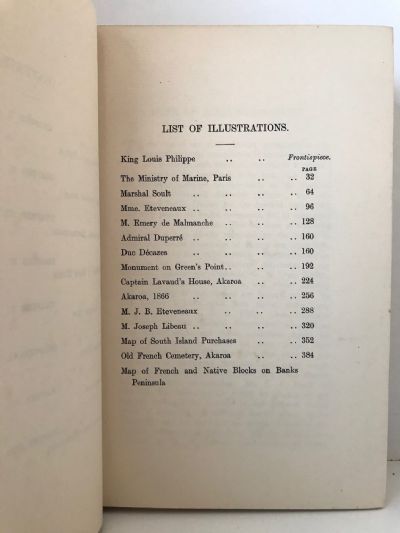 LIST OF ILLUSTRATIONS.
King Louis Philippe .. .. Frontispiece.
PAGE
The Ministry of Marine, Paris .. .. 32
Marshal Soult .. .. .. .. 64
Mme. Eteveneaux .. .. .. .. 96
M. Emery de Malmanche .. .. .. 128
Admiral Duperré .. .. .. .. 160
Duc Décazes .. .. .. .. 160
Monument on Green's Point.. .. .. 192
Captain Lavaud's House, Akaroa .. .. 224
Akaroa, 1866 .. .. .. .. 256
M. J. B. Eteveneaux .. .. .. 288
M. Joseph Libeau .. .. .. .. 320
Map of South Island Purchases .. .. 352
Old French Cemetery, Akaroa .. .. 384
Map of French and Native Blocks on Banks
Peninsula